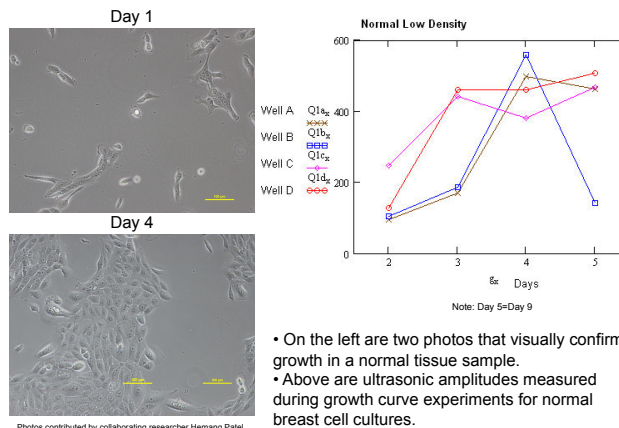 Day 1
100 µm
Day 4
Photos contributed by collaborating researcher Hemang Patel
Normal Low Density
600
400
200
0
Well A Q1a x
Well B Q1b x
Well C Q1c x
Well D Q1d x
2 3 4 5
g x Days
Note: Day 5=Day 9
• On the left are two photos that visually confirm
growth in a normal tissue sample.
• Above are ultrasonic amplitudes measured
during growth curve experiments for normal
breast cell cultures.